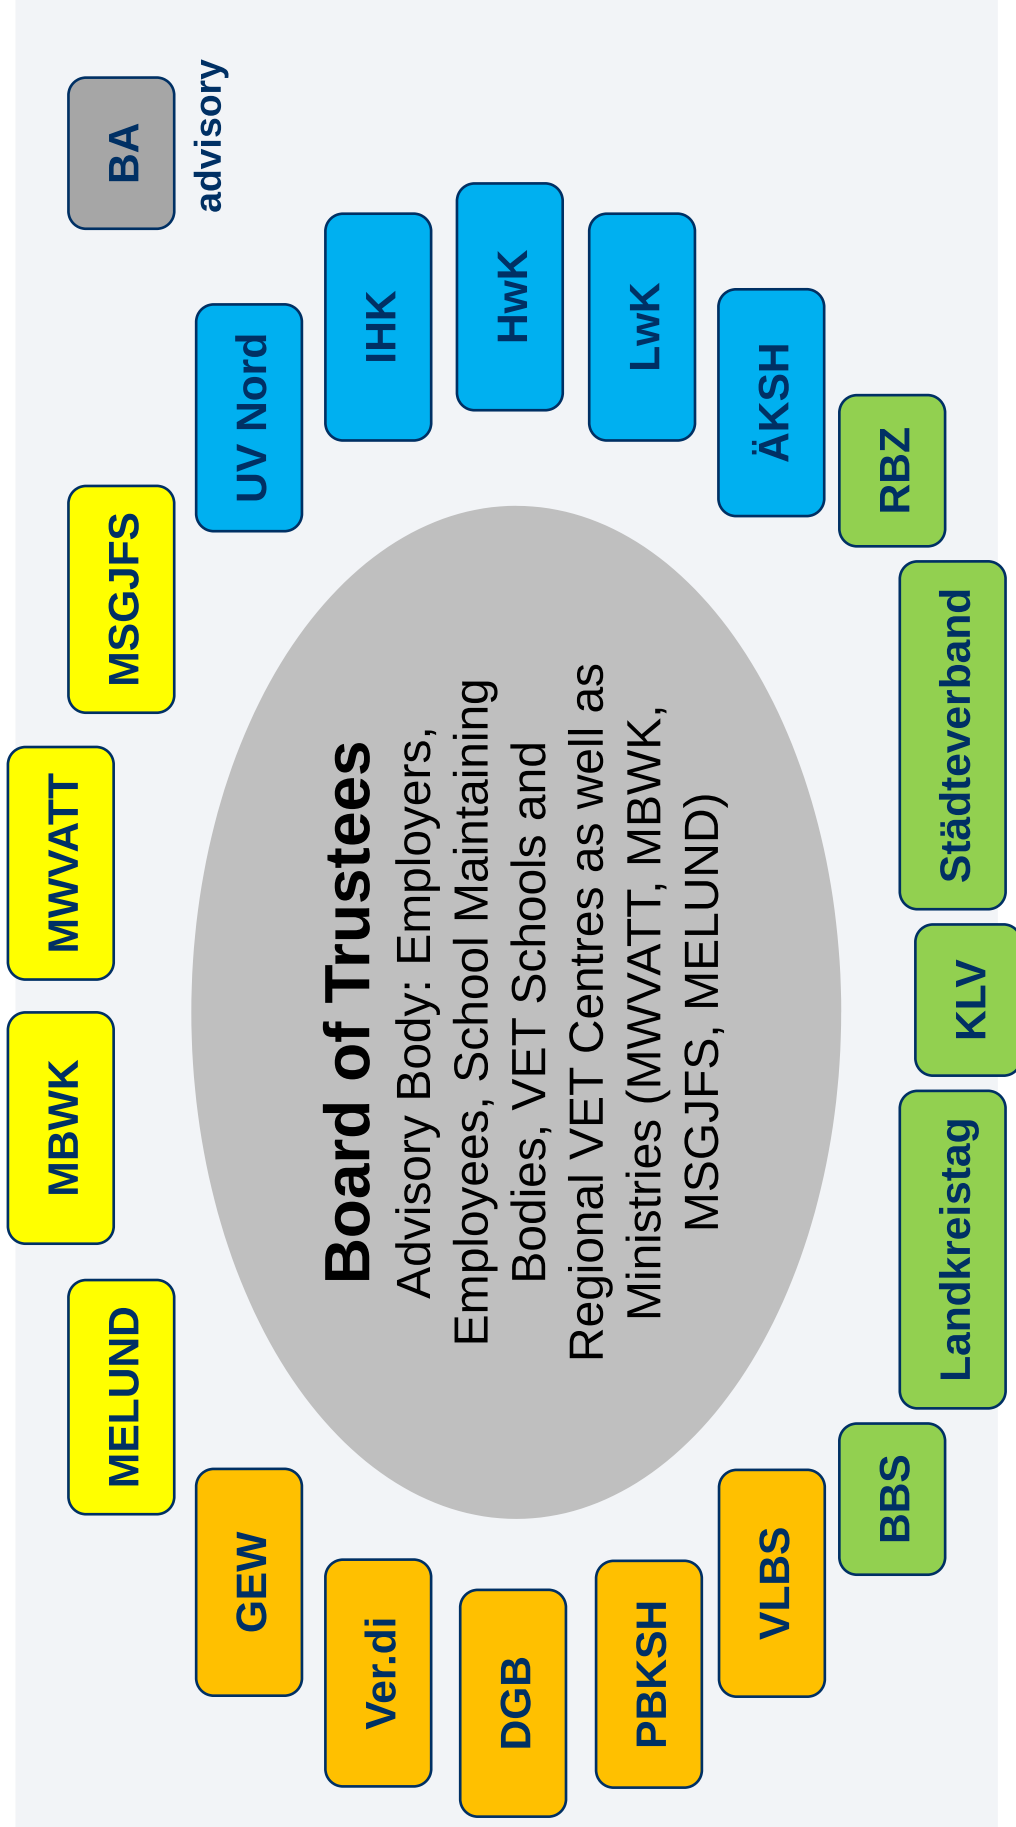 MELUND
MBWK
MWVATT
MSGJFS
BA
advisory
GEW
UV Nord
Ver.di
IHK
DGB
HwK
PBKSH
LwK
VLBS
ÄKSH
BBS
RBZ
Landkreistag
KLV
Städteverband
Board of Trustees
Advisory Body: Employers,
Employees, School Maintaining
Bodies, VET Schools and
Regional VET Centres as well as
Ministries (MWVATT, MBWK,
MSGJFS, MELUND)